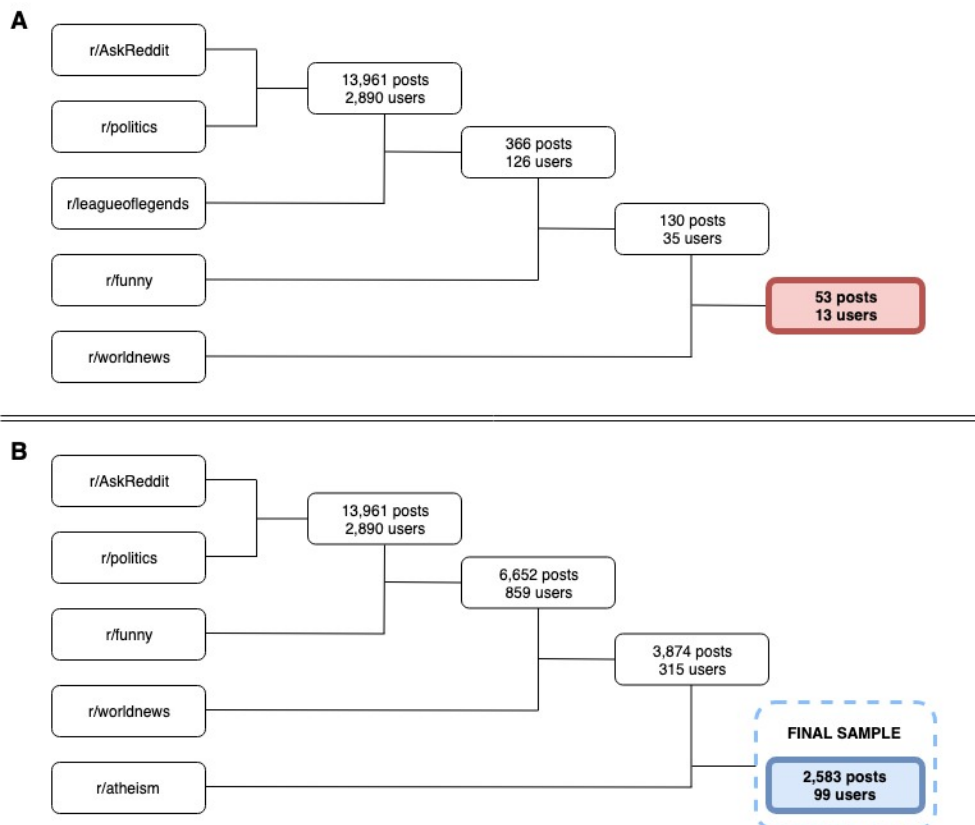 A
r/AskReddit
r/politics
13,961 posts
2,890 users
r/leagueoflegends
366 posts
126 users
r/funny
130 posts
35 users
r/worldnews
53 posts
13 users
B
r/AskReddit
r/politics
13,961 posts
2,890 users
r/funny
6,652 posts
859 users
r/worldnews
3,874 posts
315 users
r/atheism
FINAL SAMPLE
2,583 posts
99 users